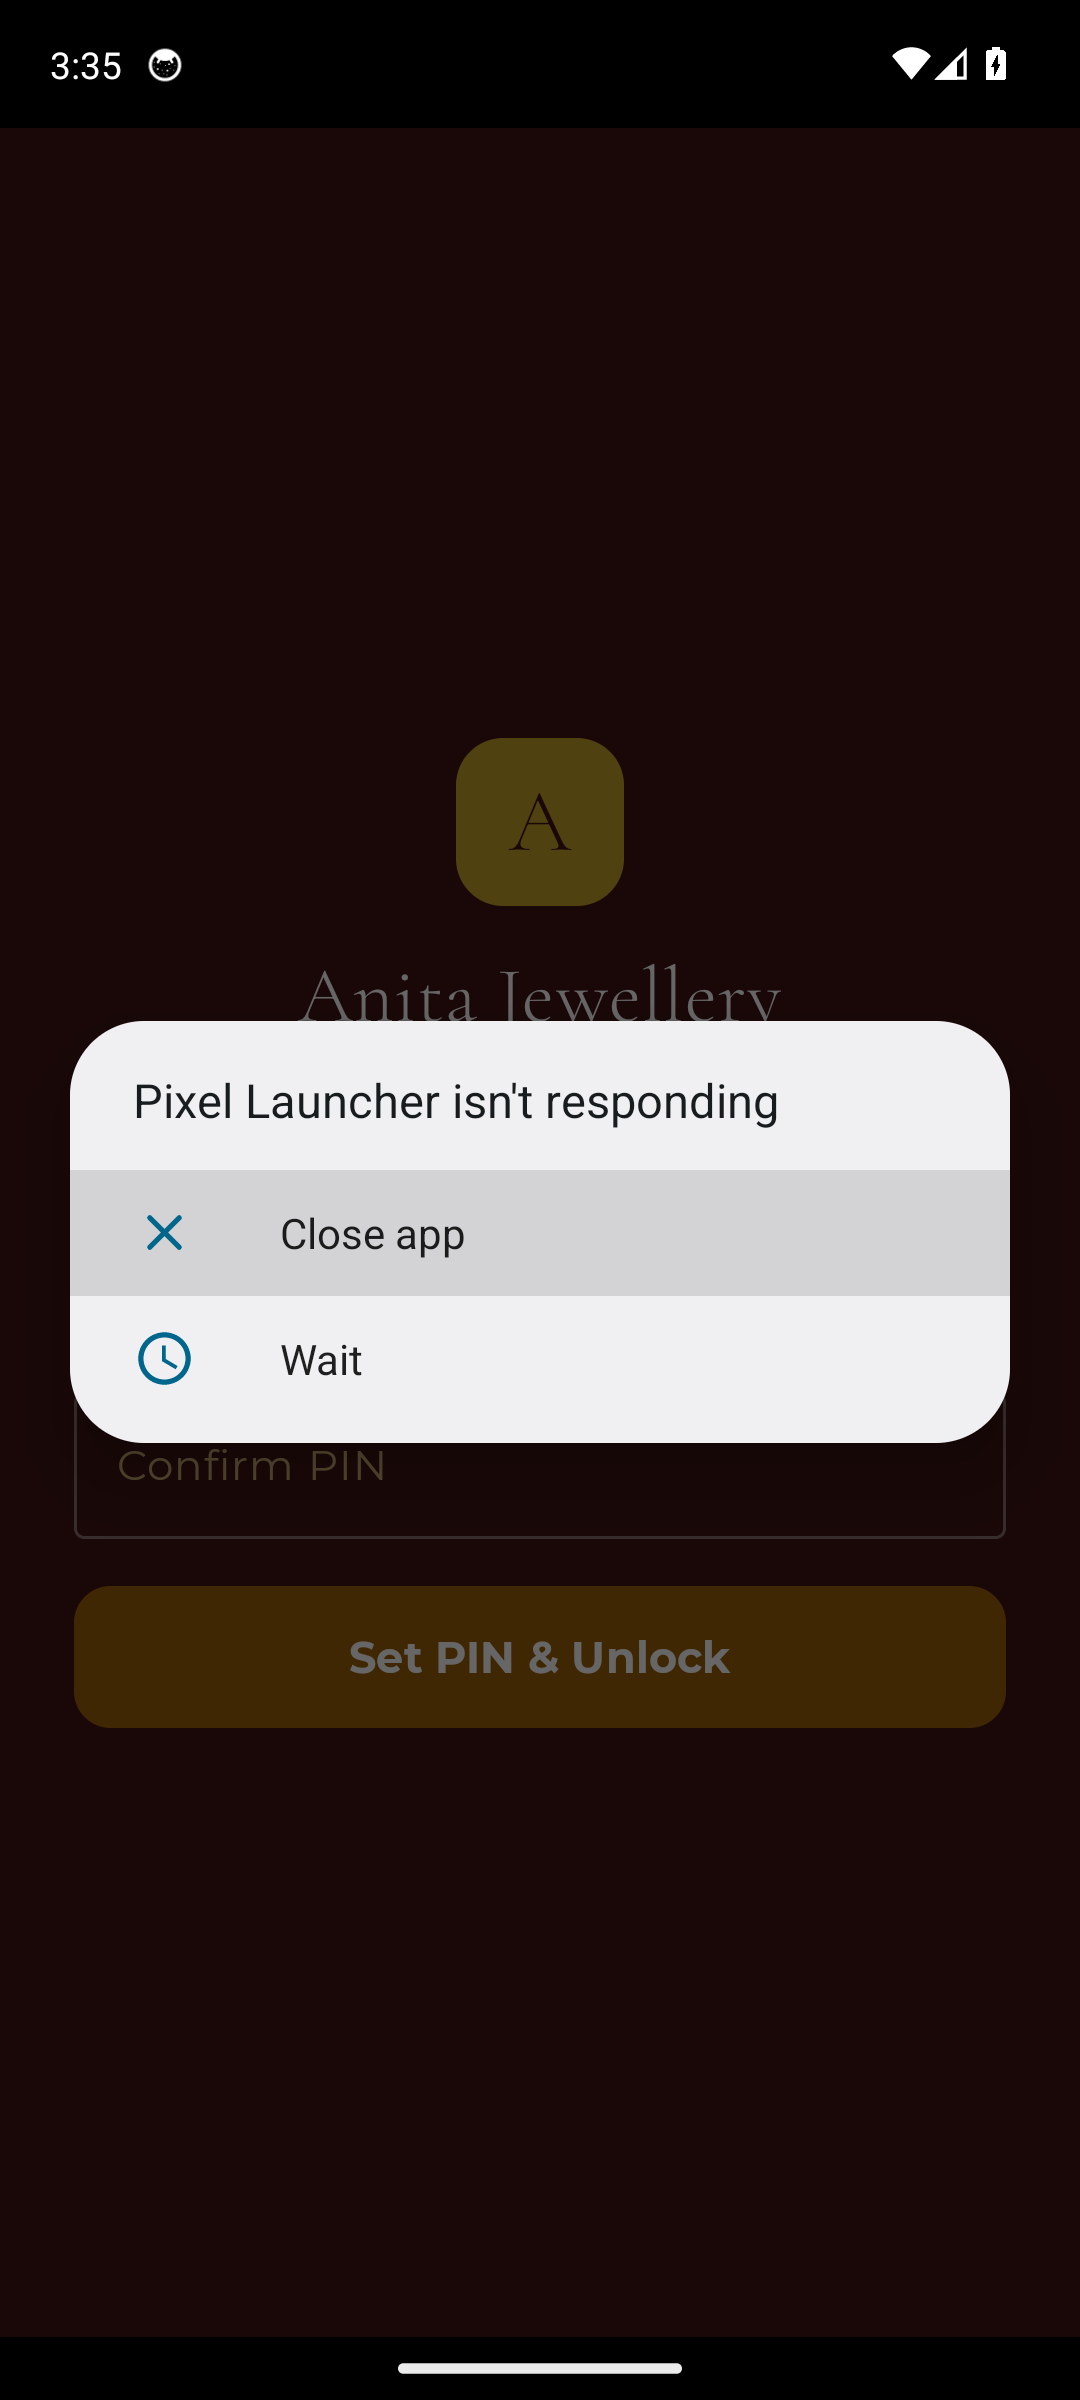 3:35
A
Anita Jewellery
Pixel Launcher isn't responding
Close app
Wait
Confirm PIN
Set PIN & Unlock